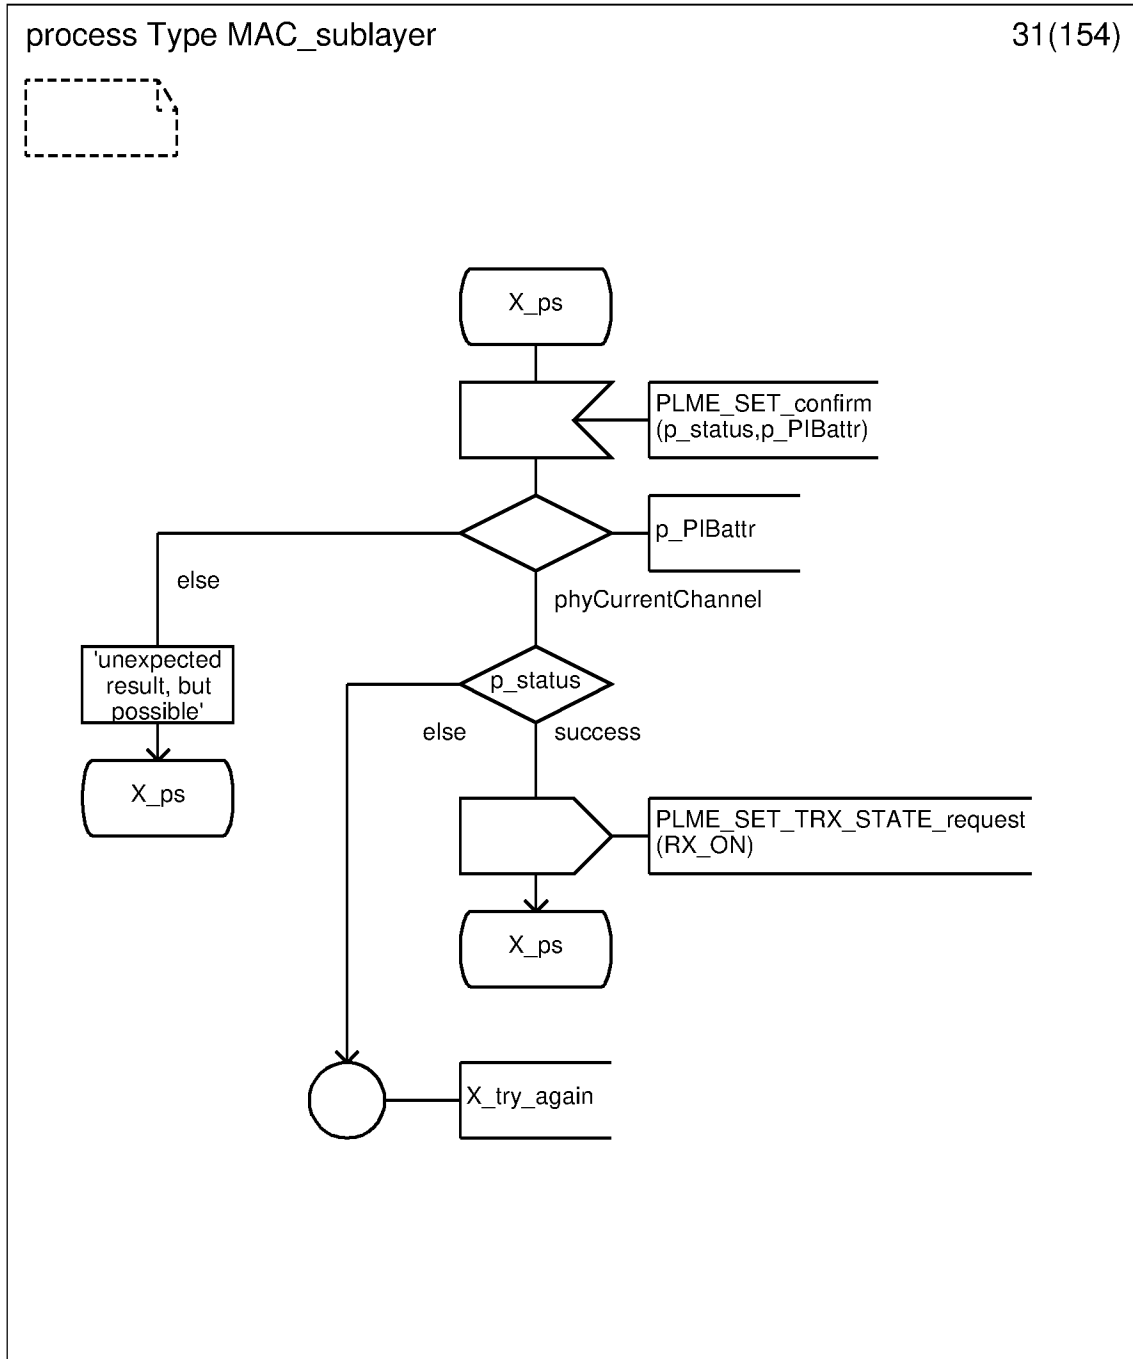 process Type MAC_sublayer
31(154)
X_ps
PLME_SET_confirm
(p_status,p_PIBattr)
p_PIBattr
else
phyCurrentChannel
'unexpected
result, but
possible'
p_status
else
success
X_ps
PLME_SET_TRX_STATE_request
(RX_ON)
X_ps
X_try_again